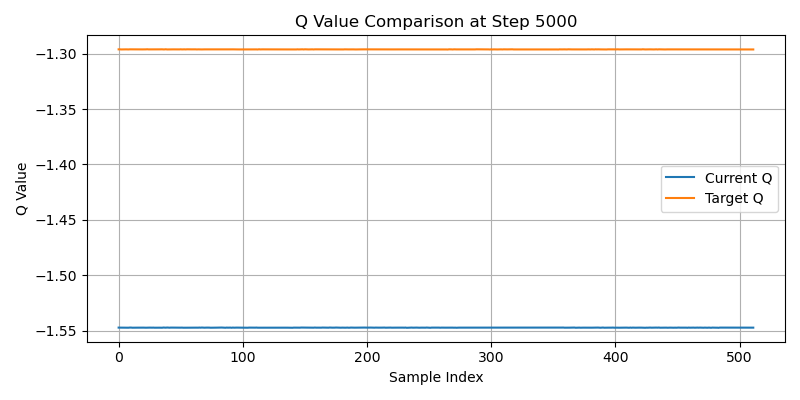 Q Value Comparison at Step 5000
−1.30
−1.35
−1.40
−1.45
−1.50
−1.55
Q Value
Current Q
Target Q
0 100 200 300 400 500
Sample Index